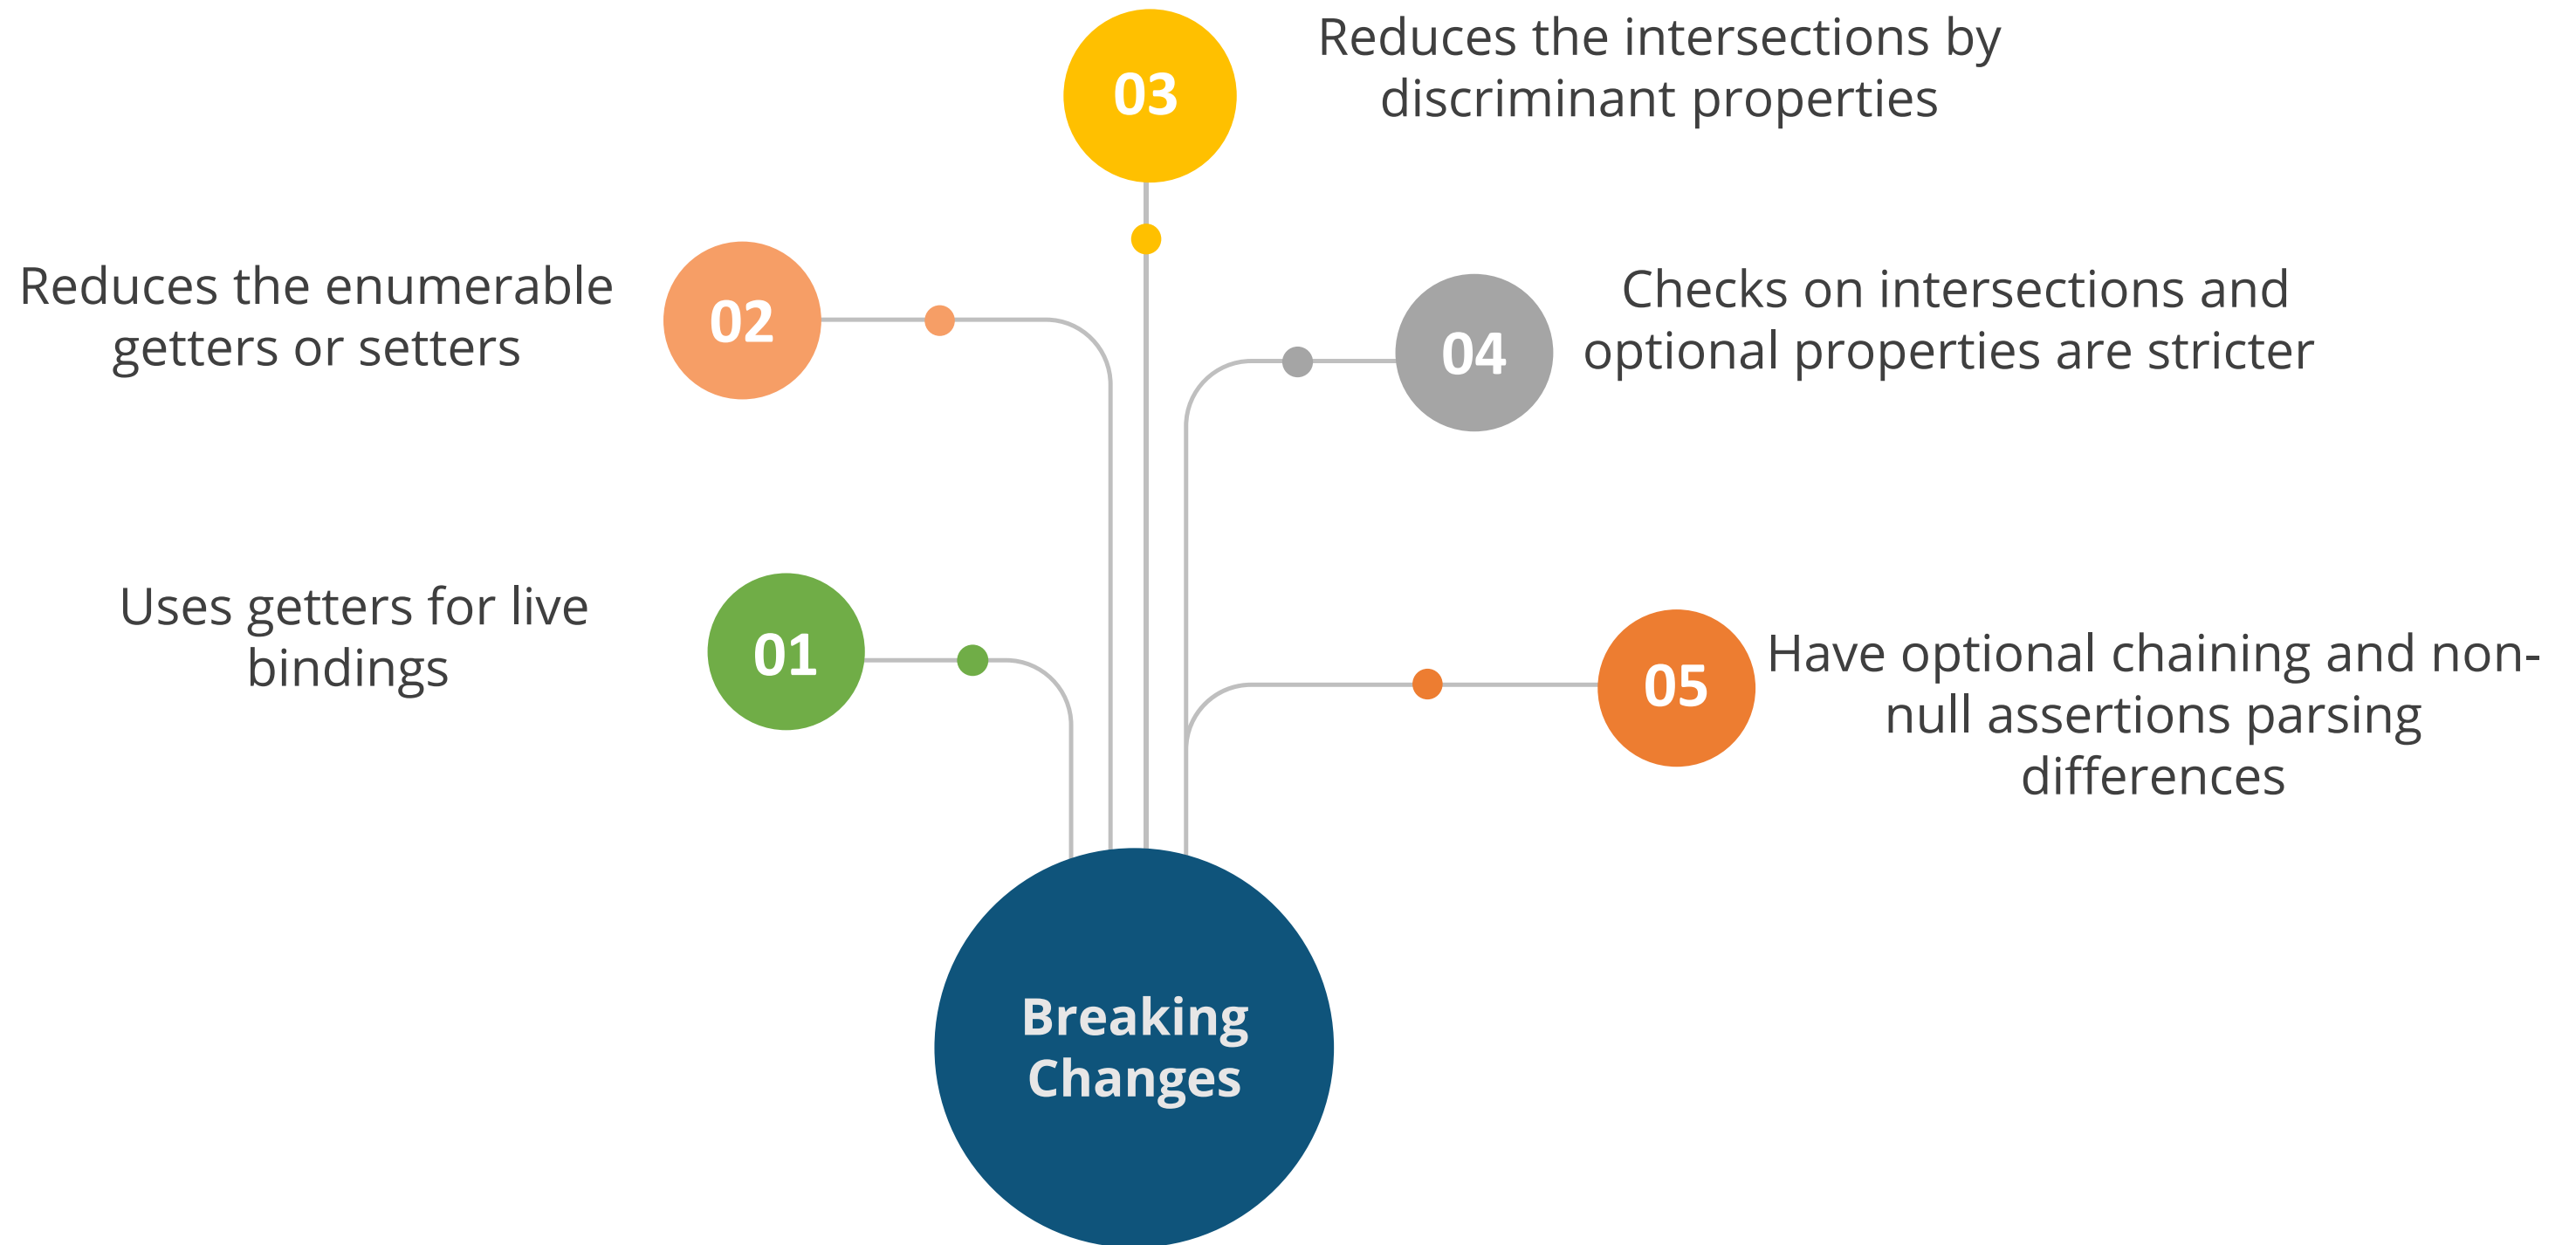 03
Reduces the intersections by
discriminant properties
02
Reduces the enumerable
getters or setters
04
Checks on intersections and
optional properties are stricter
01
Uses getters for live
bindings
05
Have optional chaining and non-
null assertions parsing
differences
Breaking
Changes